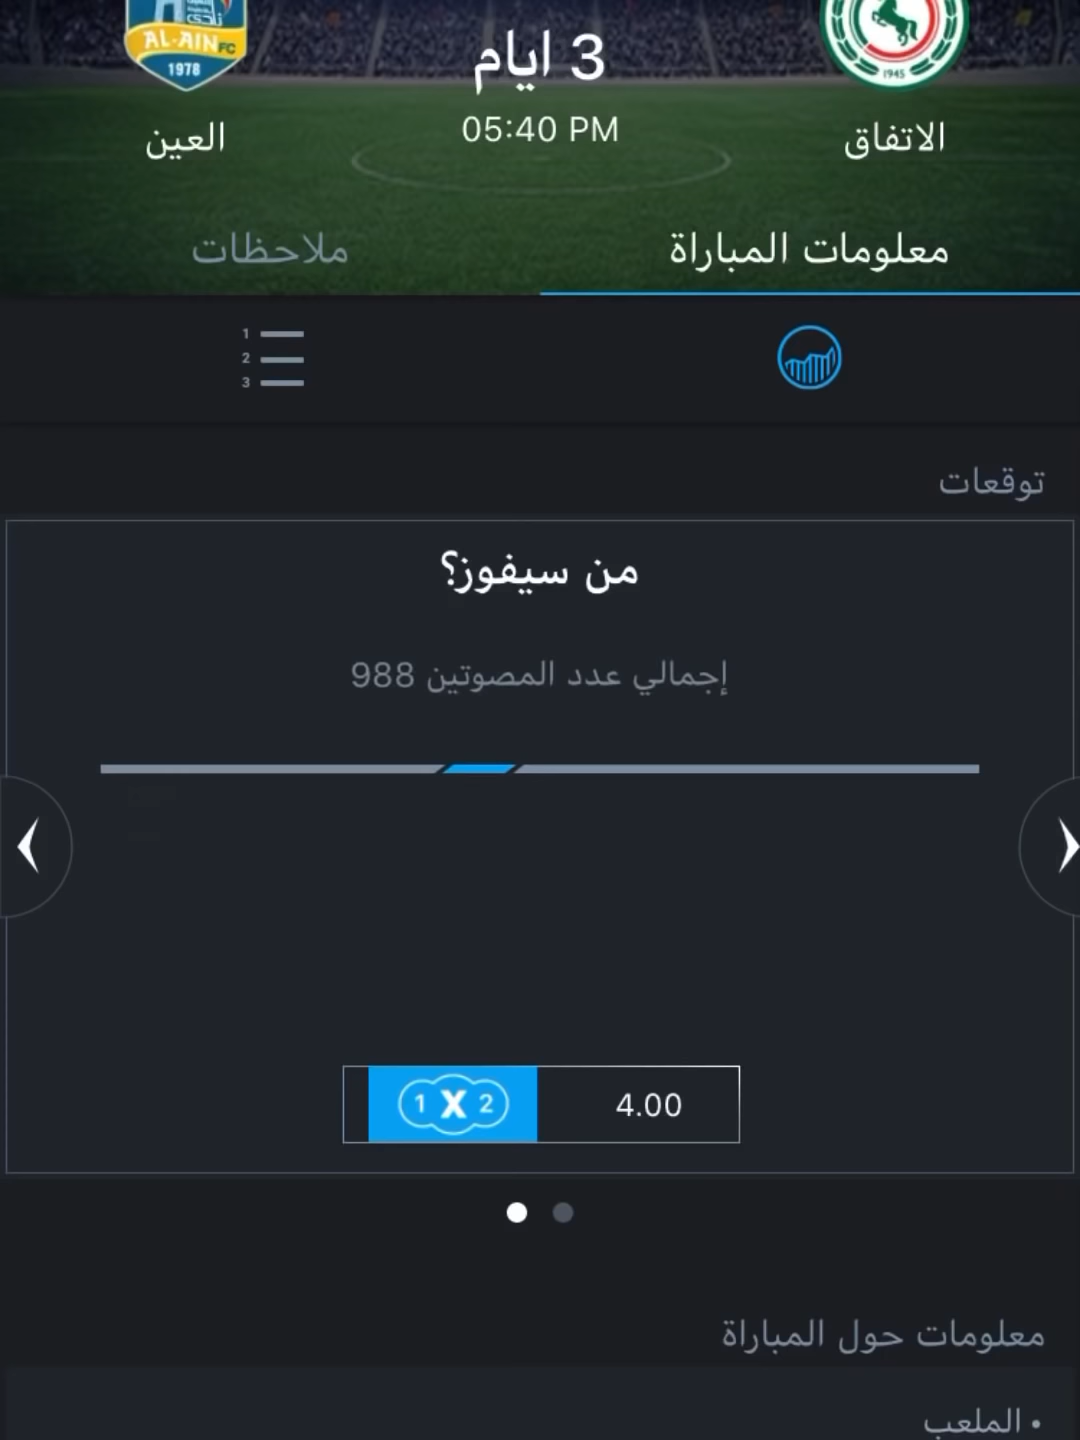 نادي
AL-AIN FC
1978
1945
3 ايام
05:40 PM
الاتفاق
العين
معلومات المباراة
ملاحظات
1
2
3
توقعات
من سيفوز؟
إجمالي عدد المصوتين 988
1 X 2
4.00
معلومات حول المباراة
• الملعب